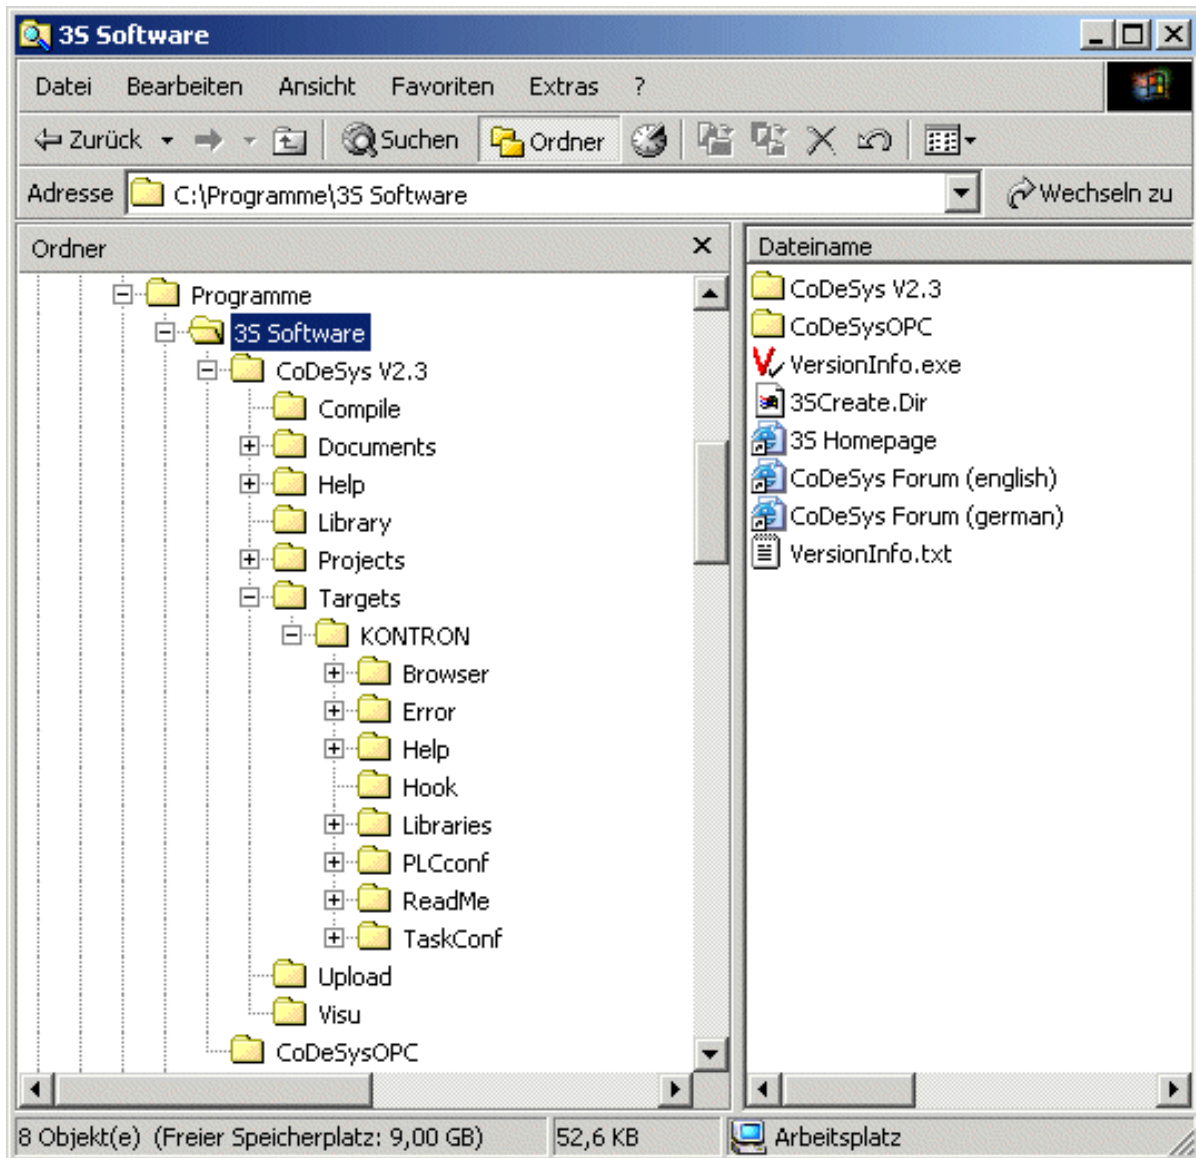 3S Software
Datei Bearbeiten Ansicht Favoriten Extras ?
Zurück Suchen Ordner
Adresse C:\Programme\3S Software Wechseln zu
Ordner
Programme
3S Software
CoDeSys V2.3
Compile
Documents
Help
Library
Projects
Targets
KONTRON
Browser
Error
Help
Hook
Libraries
PLCconf
ReadMe
TaskConf
Upload
Visu
CoDeSysOPC
Dateiname
CoDeSys V2.3
CoDeSysOPC
VersionInfo.exe
3SCreate.Dir
3S Homepage
CoDeSys Forum (english)
CoDeSys Forum (german)
VersionInfo.txt
8 Objekt(e) (Freier Speicherplatz: 9,00 GB) 52,6 KB Arbeitsplatz